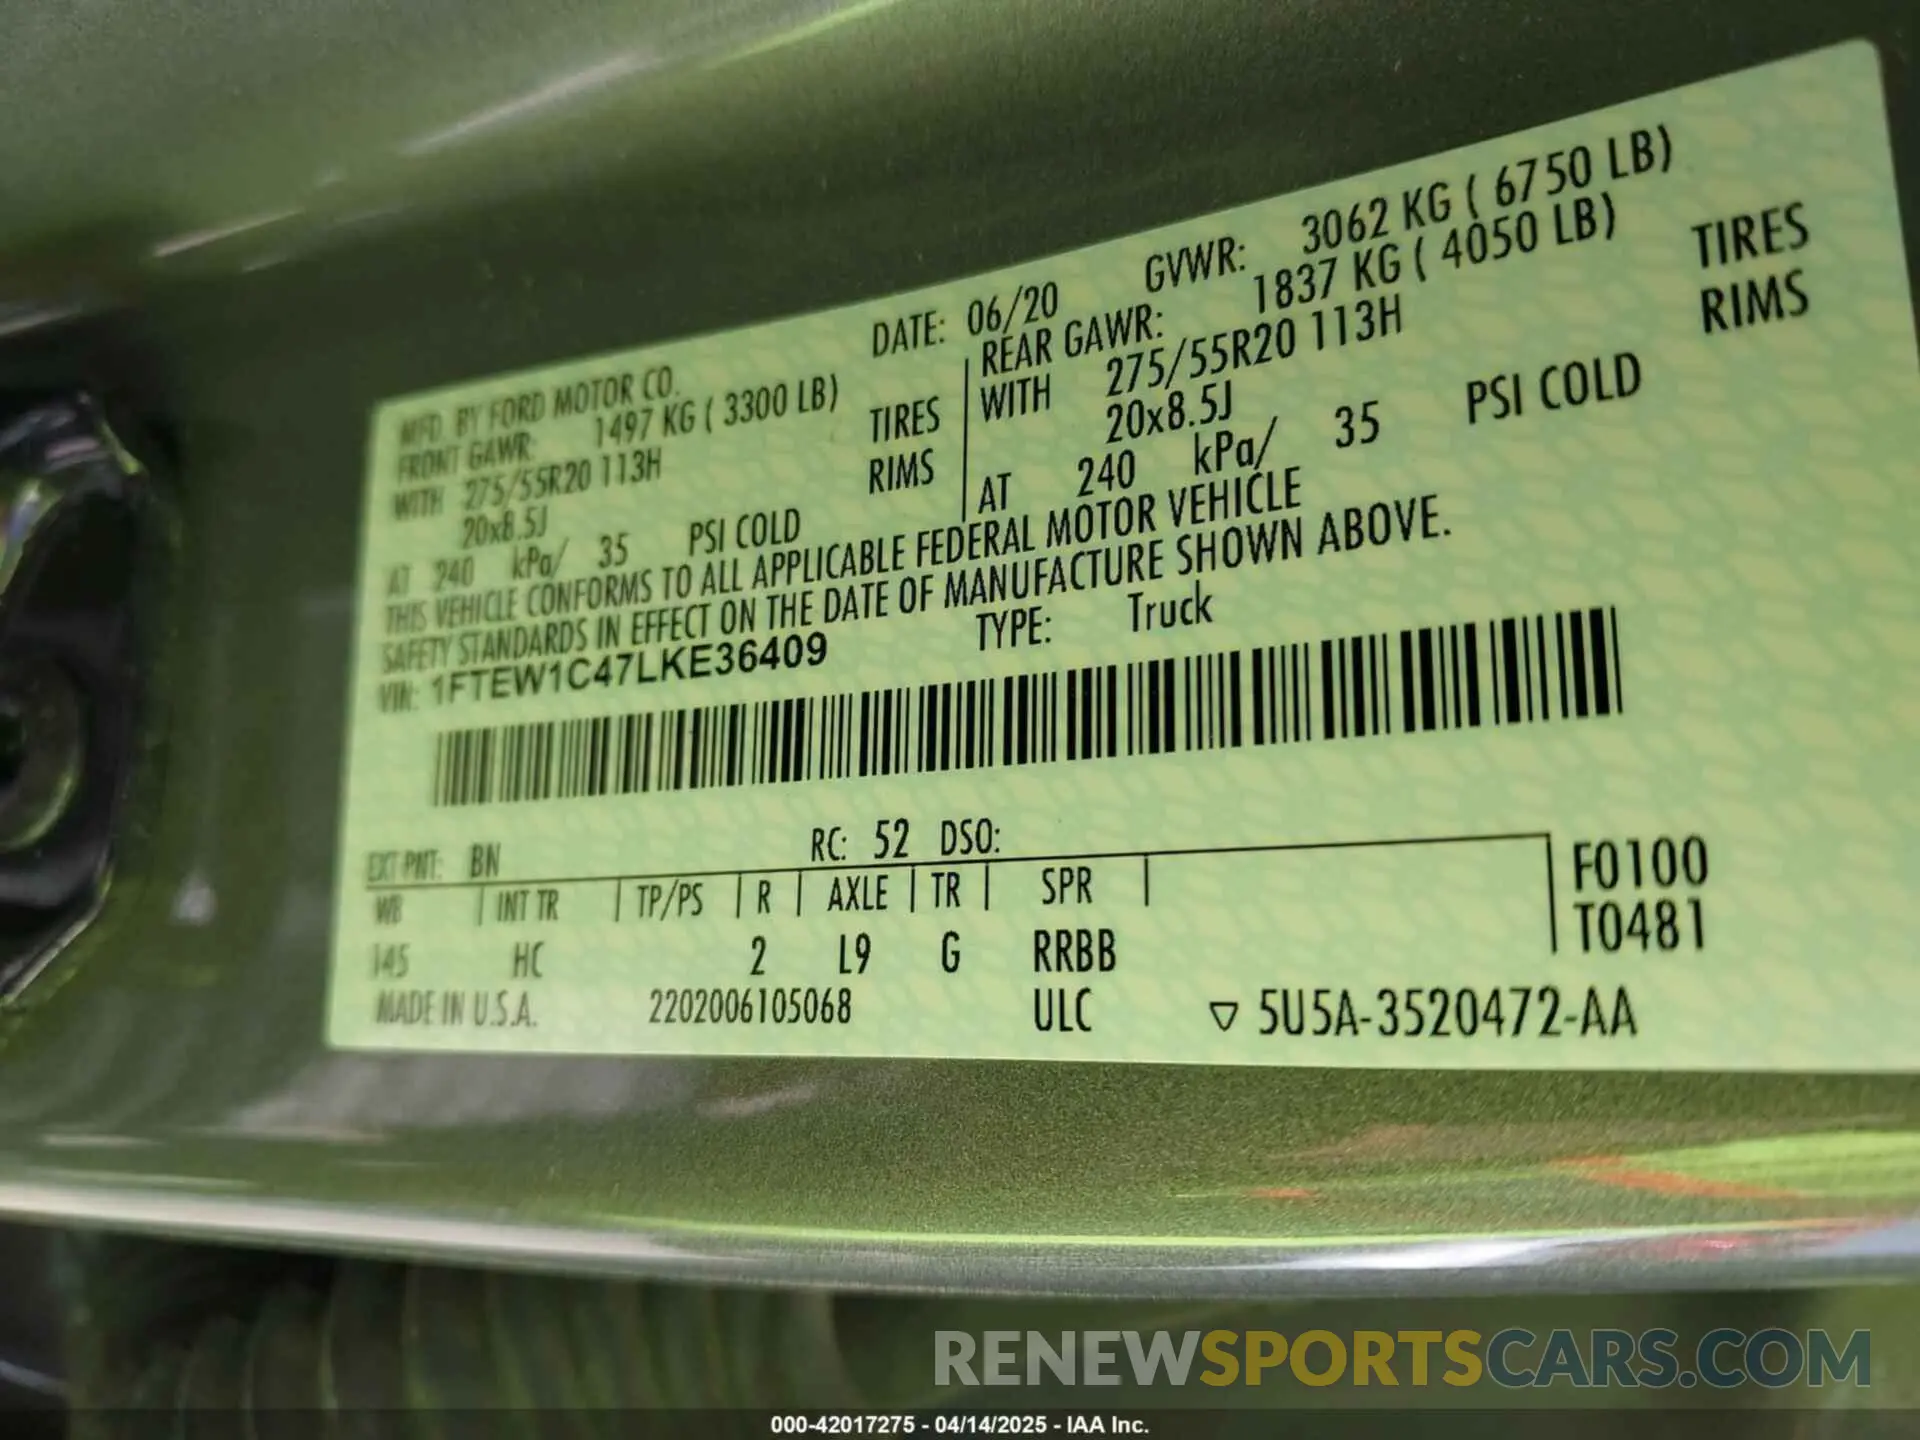 MFD. BY FORD MOTOR CO. DATE: 06/20 GVWR: 3062 KG ( 6750 LB)
FRONT GAWR: 1497 KG ( 3300 LB) REAR GAWR: 1837 KG ( 4050 LB)
WITH 275/55R20 113H TIRES WITH 275/55R20 113H TIRES
20x8.5J RIMS 20x8.5J RIMS
AT 240 kPa/ 35 PSI COLD AT 240 kPa/ 35 PSI COLD
THIS VEHICLE CONFORMS TO ALL APPLICABLE FEDERAL MOTOR VEHICLE
SAFETY STANDARDS IN EFFECT ON THE DATE OF MANUFACTURE SHOWN ABOVE.
VIN: 1FTEW1C47LKE36409 TYPE: Truck
EXT PNT: BN RC: 52 DSO:
WB INT TR TP/PS R AXLE TR SPR F0100
145 HC 2 L9 G RRBB T0481
MADE IN U.S.A. 2202006105068 ULC ▽ 5U5A-3520472-AA
RENEWSPORTSCARS.COM
000-42017275 - 04/14/2025 - IAA Inc.